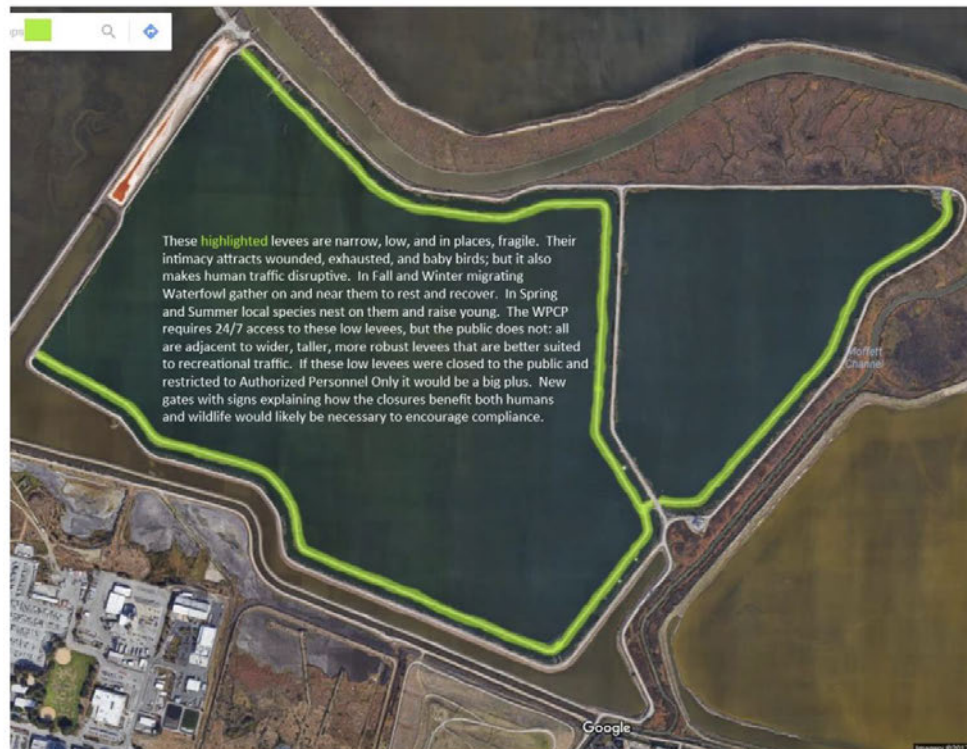 ps
These highlighted levees are narrow, low, and in places, fragile.  Their
intimacy attracts wounded, exhausted, and baby birds; but it also
makes human traffic disruptive.  In Fall and Winter migrating
Waterfowl gather on and near them to rest and recover.  In Spring
and Summer local species nest on them and raise young.  The WPCP
requires 24/7 access to these low levees, but the public does not: all
are adjacent to wider, taller, more robust levees that are better suited
to recreational traffic.  If these low levees were closed to the public and
restricted to Authorized Personnel Only it would be a big plus.  New
gates with signs explaining how the closures benefit both humans
and wildlife would likely be necessary to encourage compliance.
Moffett
Channel
Google